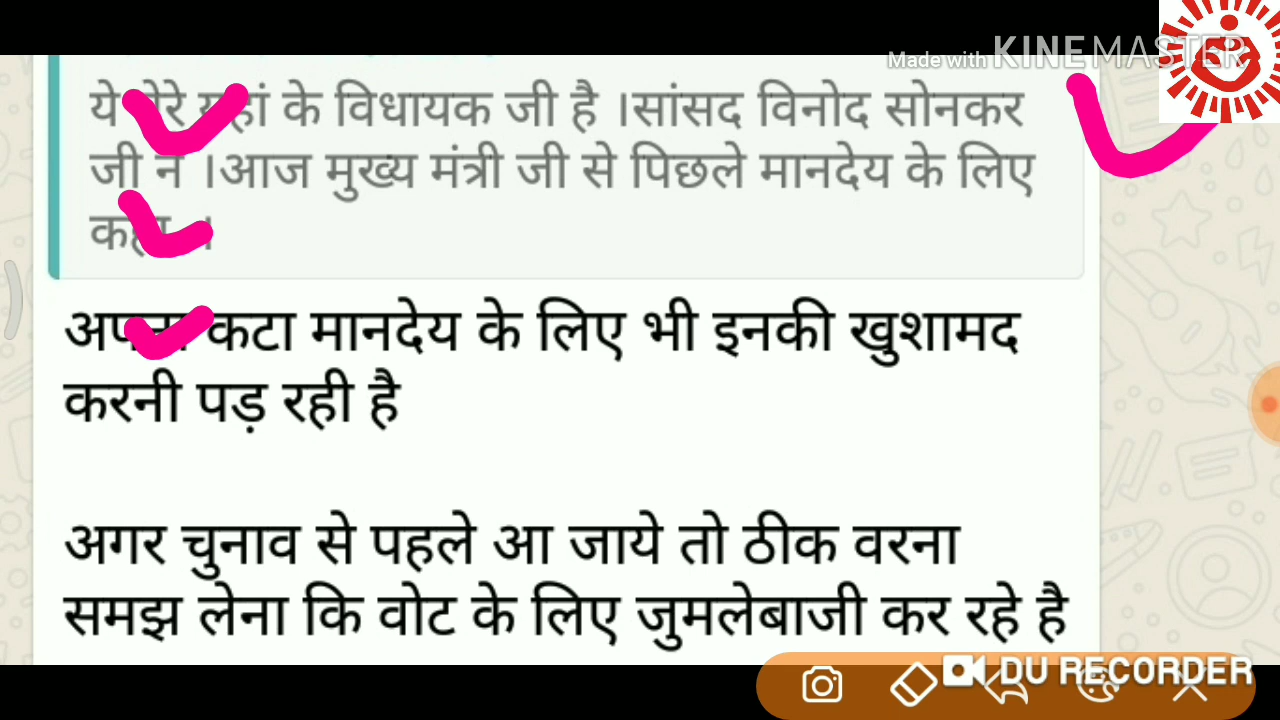 Made with KINEMASTER
ये मेरे यहां के विधायक जी है ।सांसद विनोद सोनकर
जी ने ।आज मुख्य मंत्री जी से पिछले मानदेय के लिए
कहा ।
अपना कटा मानदेय के लिए भी इनकी खुशामद
करनी पड़ रही है
अगर चुनाव से पहले आ जाये तो ठीक वरना
समझ लेना कि वोट के लिए जुमलेबाजी कर रहे है
DU RECORDER